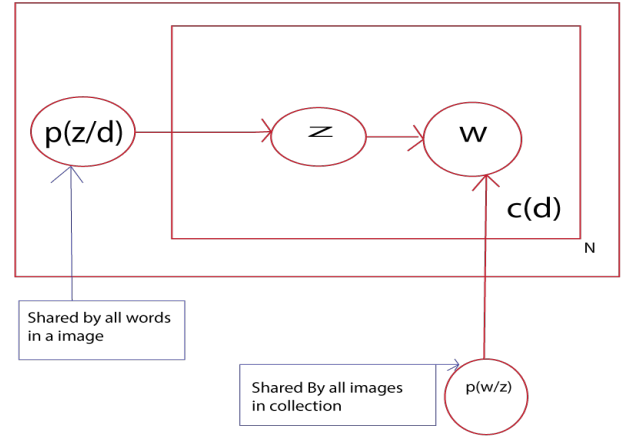 p(z/d)
z
w
c(d)
N
Shared by all words
in a image
Shared By all images
in collection
p(w/z)